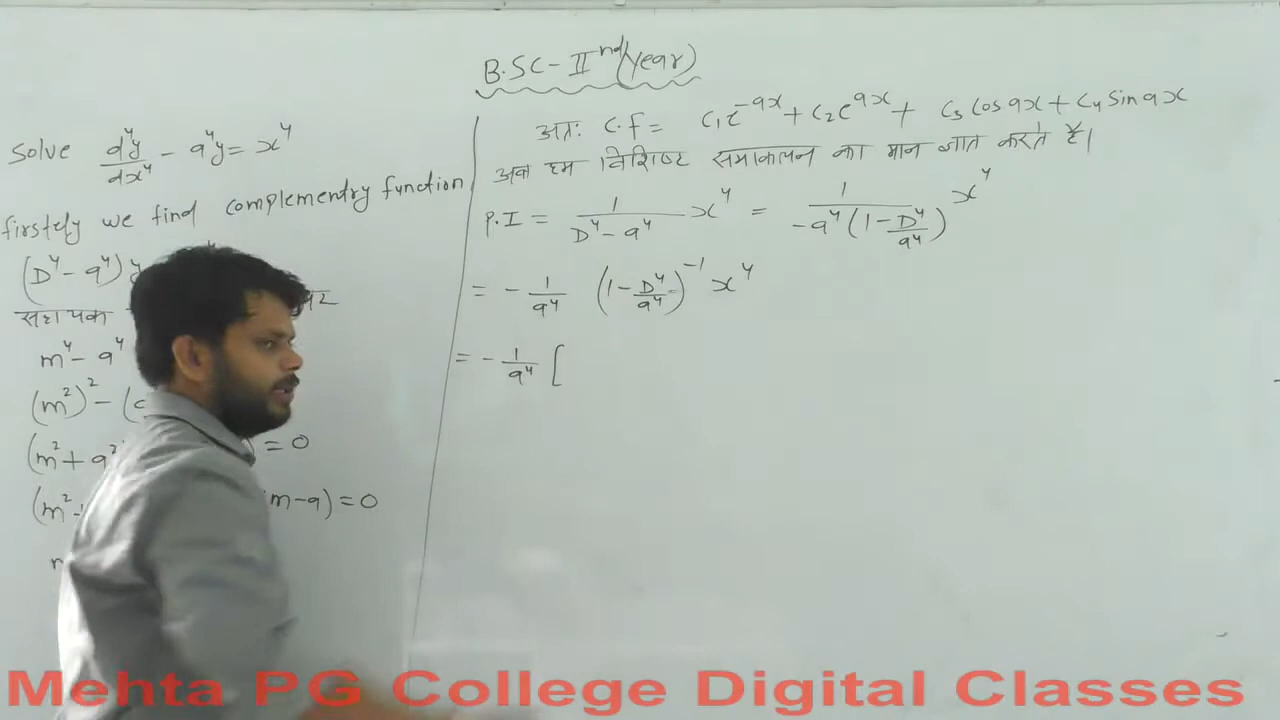 B.SC-IInd(Year)
Solve d⁴y/dx⁴ - a⁴y = x⁴
firstely we find complementry function
(D⁴-a⁴)y
सहायक
m⁴-a⁴
(m²)²-(
(m²+a²) =0
(m² m-a)=0
अतः C.f = C₁e^-ax + C₂e^ax + C₃ Cos ax + C₄ Sin ax
अब हम विशिष्ट समाकलन का मान ज्ञात करते हैं।
P.I = 1/(D⁴-a⁴) x⁴ = 1/(-a⁴(1-D⁴/a⁴)) x⁴
= -1/a⁴ (1-D⁴/a⁴)⁻¹ x⁴
= -1/a⁴ [
Mehta PG College Digital Classes